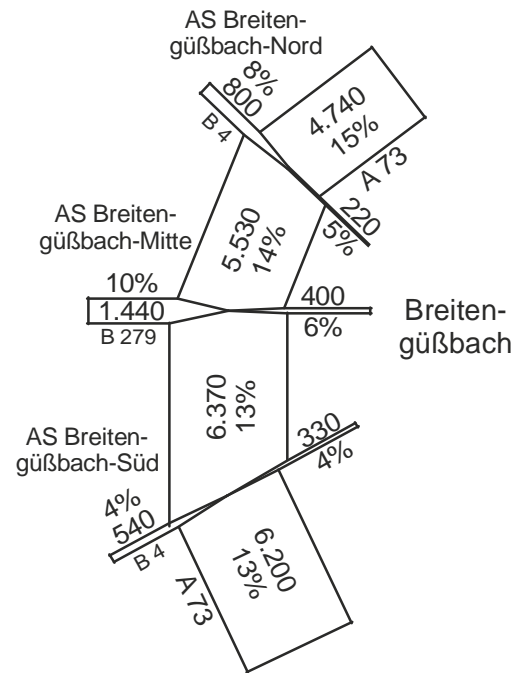 AS Breiten-
güßbach-Nord
8%
800
B 4
4.740
15%
A 73
220
5%
AS Breiten-
güßbach-Mitte
5.530
14%
10%
1.440
B 279
400
6%
Breiten-
güßbach
6.370
13%
AS Breiten-
güßbach-Süd
330
4%
4%
540
B 4
A 73
6.200
13%